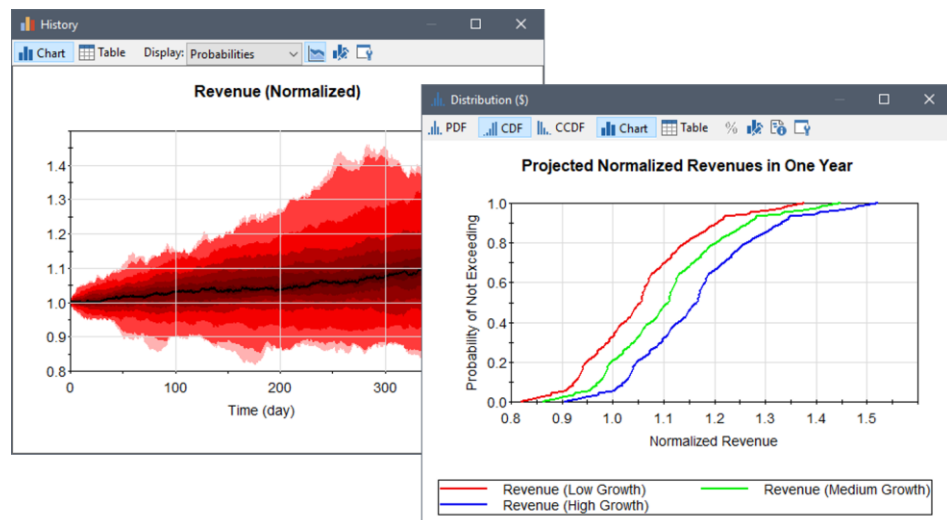 History
Chart Table Display: Probabilities
Revenue (Normalized)
1.4
1.3
1.2
1.1
1.0
0.9
0.8
0 100 200 300
Time (day)
Distribution ($)
PDF CDF CCDF Chart Table %
Projected Normalized Revenues in One Year
Probability of Not Exceeding
1.0
0.8
0.6
0.4
0.2
0.0
0.8 0.9 1.0 1.1 1.2 1.3 1.4 1.5
Normalized Revenue
Revenue (Low Growth) Revenue (Medium Growth)
Revenue (High Growth)